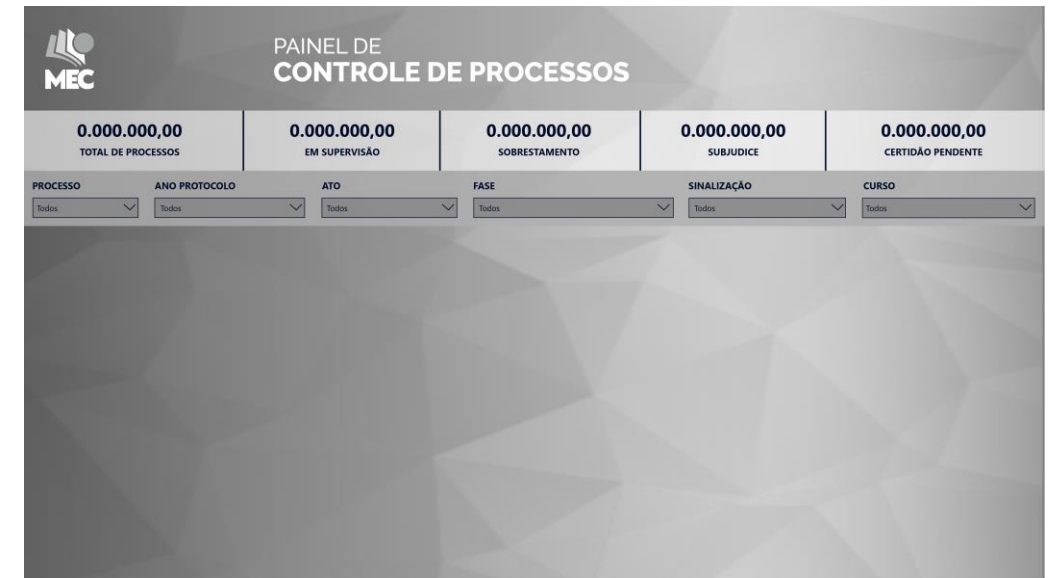 MEC
PAINEL DE
CONTROLE DE PROCESSOS
0.000.000,00
TOTAL DE PROCESSOS
0.000.000,00
EM SUPERVISÃO
0.000.000,00
SOBRESTAMENTO
0.000.000,00
SUBJUDICE
0.000.000,00
CERTIDÃO PENDENTE
PROCESSO
Todos
ANO PROTOCOLO
Todos
ATO
Todos
FASE
Todos
SINALIZAÇÃO
Todos
CURSO
Todos